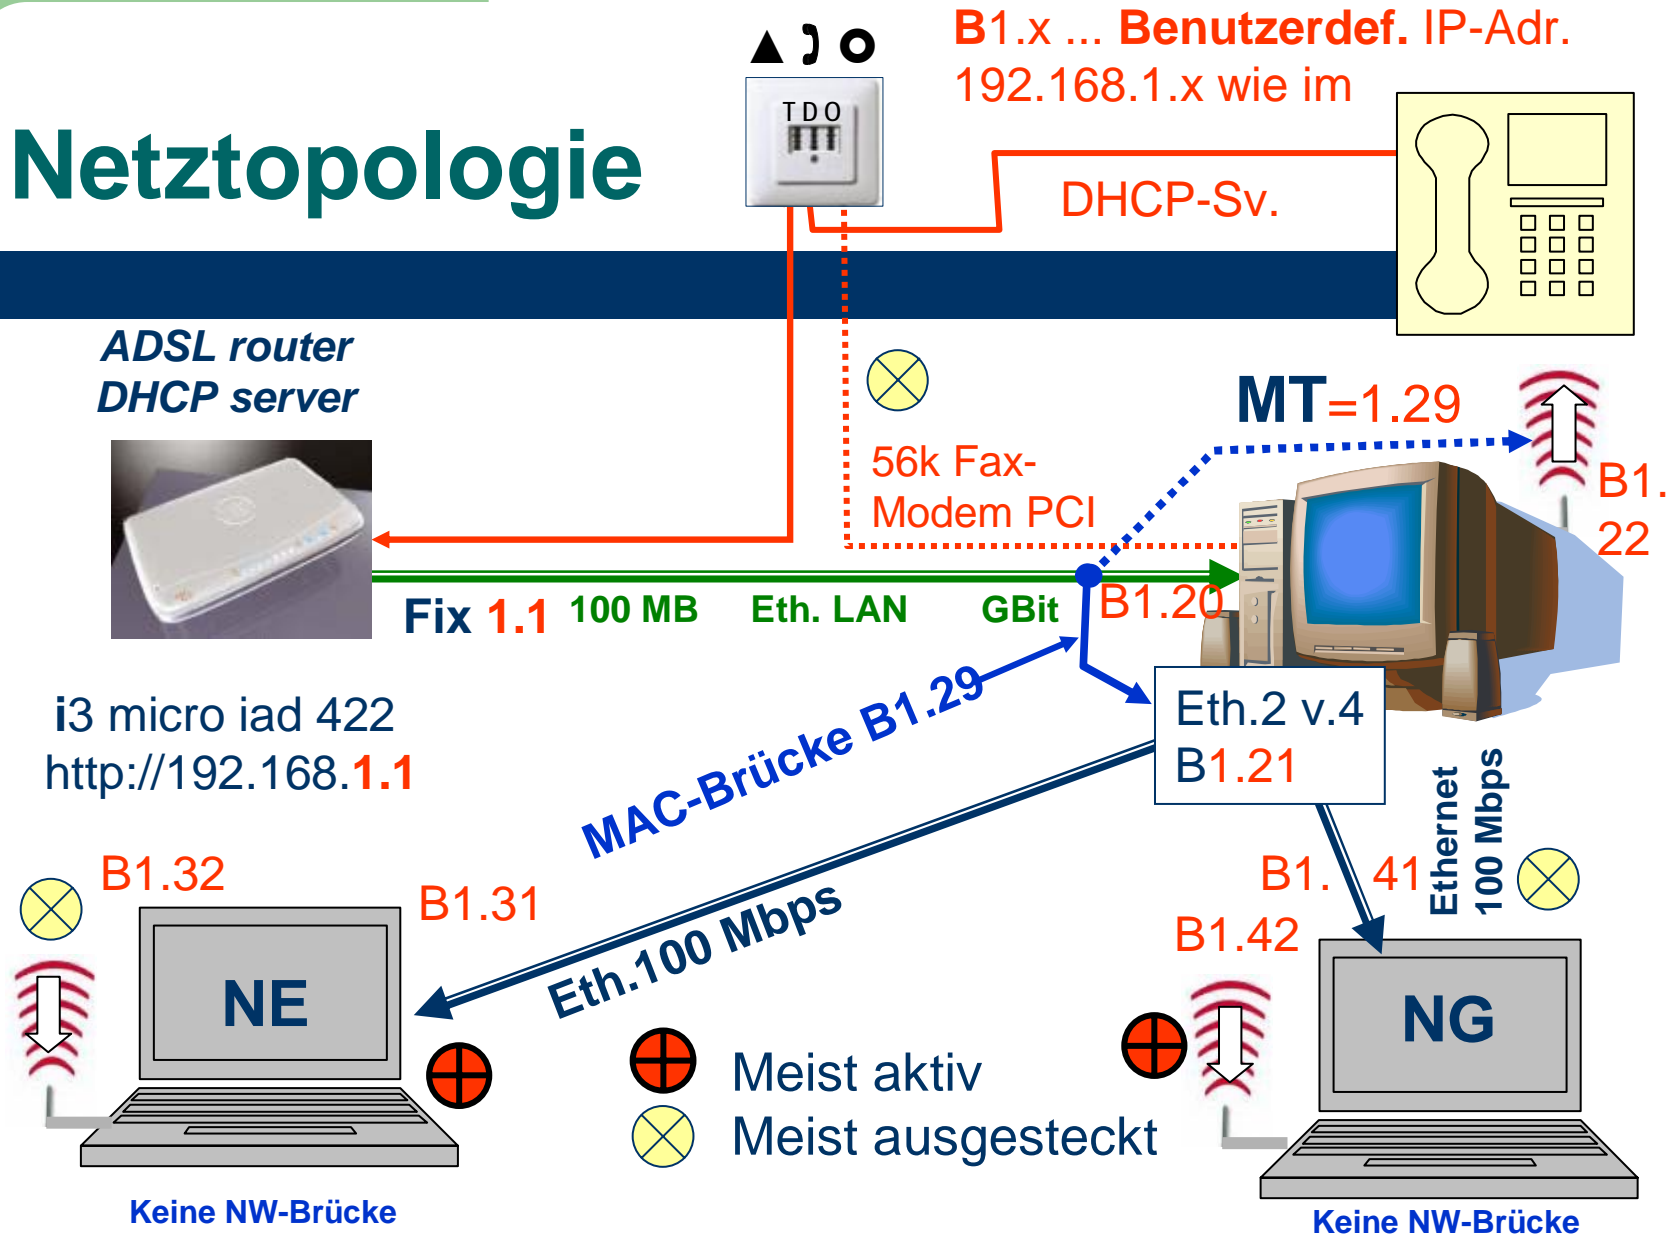 B1.x ... Benutzerdef. IP-Adr.
192.168.1.x wie im
DHCP-Sv.
T D O
Netztopologie
ADSL router
DHCP server
MT=1.29
B1.
22
56k Fax-
Modem PCI
Fix 1.1
100 MB
Eth. LAN
GBit
B1.20
i3 micro iad 422
http://192.168.1.1
MAC-Brücke B1.29
Eth.2 v.4
B1.21
Ethernet
100 Mbps
Eth.100 Mbps
B1.32
B1.31
B1. 41
B1.42
NE
NG
Meist aktiv
Meist ausgesteckt
Keine NW-Brücke
Keine NW-Brücke